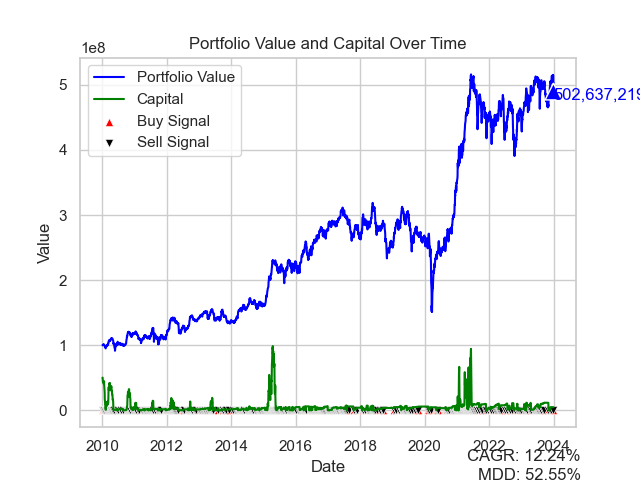 Portfolio Value and Capital Over Time
1e8
Portfolio Value
Capital
Buy Signal
Sell Signal
5
4
3
2
1
0
Value
502,637,219
2010 2012 2014 2016 2018 2020 2022 2024
Date
CAGR: 12.24%
MDD: 52.55%